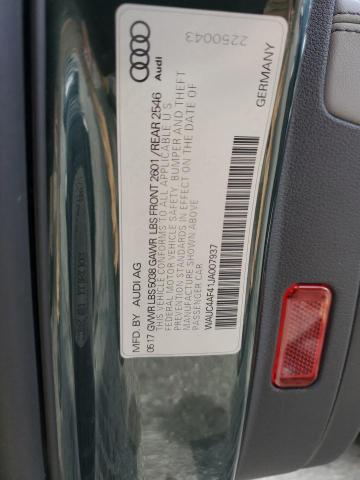 2250043
Audi
GERMANY
MFD. BY AUDI AG
05.17 GVWR LBS 5038 GAWR LBS FRONT 2601/REAR 2546
THIS VEHICLE CONFORMS TO ALL APPLICABLE U S
FEDERAL MOTOR VEHICLE SAFETY, BUMPER AND THEFT
PREVENTION STANDARDS IN EFFECT ON THE DATE OF
MANUFACTURE SHOWN ABOVE
PASSENGER CAR
WAUC4AF41JA007937